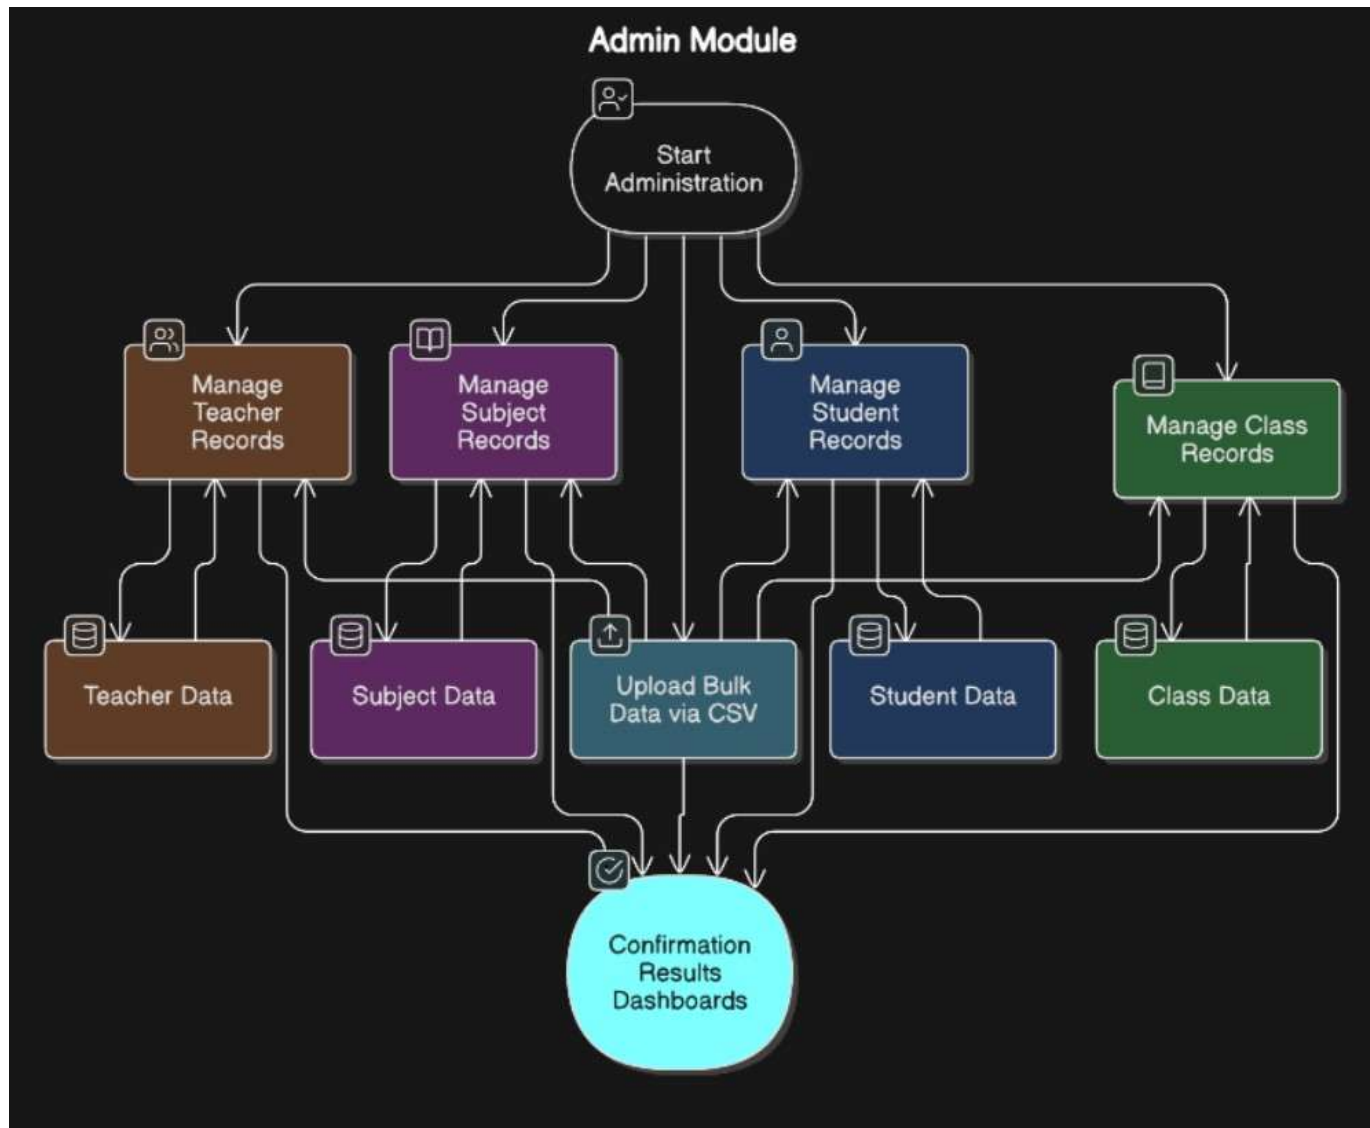 Admin Module
Start
Administration
Manage
Teacher
Records
Manage
Subject
Records
Manage
Student
Records
Manage Class
Records
Teacher Data
Subject Data
Upload Bulk
Data via CSV
Student Data
Class Data
Confirmation
Results
Dashboards